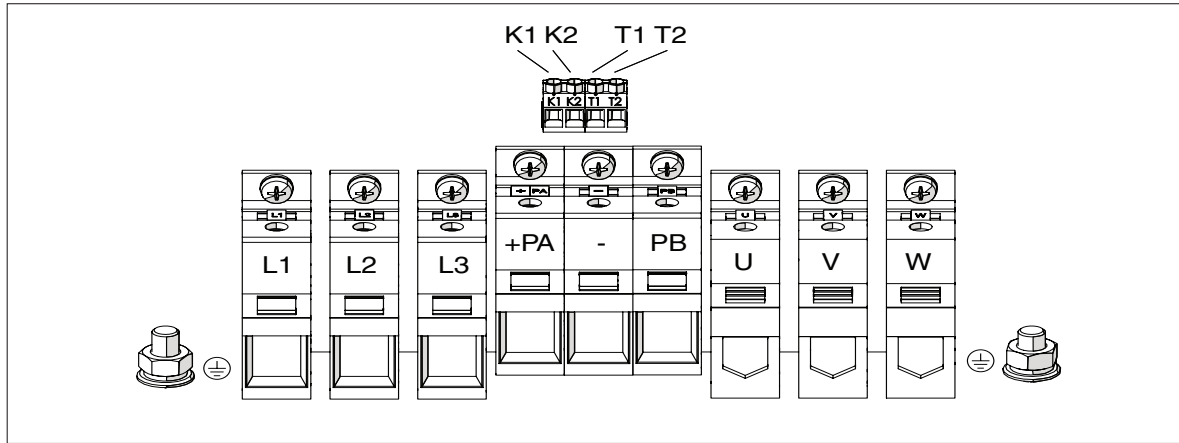 K1 K2 T1 T2
K1 K2 T1 T2
+ PA - PB
L1 L2 L3 U V W
+PA - PB
L1 L2 L3 U V W